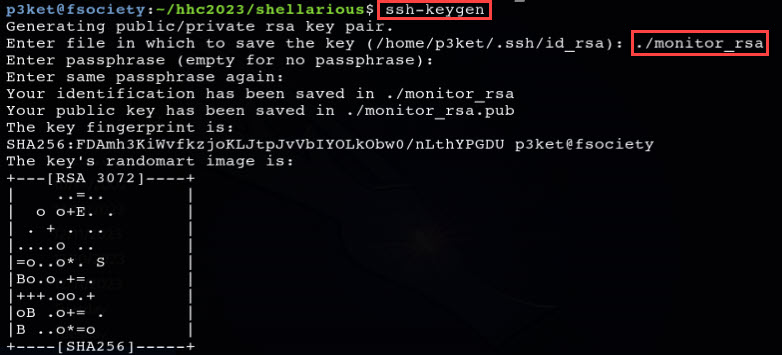 p3ket@fsociety:~/hhc2023/shellarious$ ssh-keygen
Generating public/private rsa key pair.
Enter file in which to save the key (/home/p3ket/.ssh/id_rsa): ./monitor_rsa
Enter passphrase (empty for no passphrase):
Enter same passphrase again:
Your identification has been saved in ./monitor_rsa
Your public key has been saved in ./monitor_rsa.pub
The key fingerprint is:
SHA256:FDAmh3KiWvfkzjoKLJtpJvVbIYOLkObw0/nLthYPGDU p3ket@fsociety
The key's randomart image is:
+---[RSA 3072]----+
|     ..=..       |
|   o o+E. .      |
|  . + . ..       |
|....o ..         |
|=o..o*. S        |
|Bo.o.+=.         |
|+++.oo.+         |
|oB .o+= .        |
|B ..o*=o         |
+----[SHA256]-----+